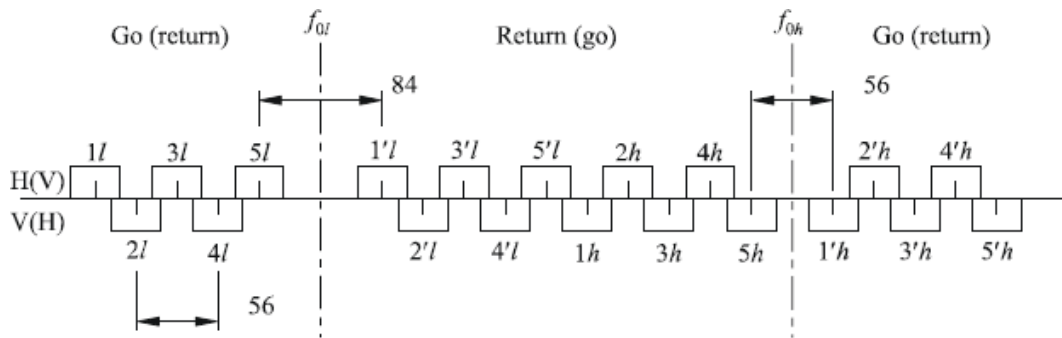 Go (return) f0l Return (go) f0h Go (return)
84 56
1l 3l 5l 1'l 3'l 5'l 2h 4h 2'h 4'h
H(V)
V(H)
2l 4l 2'l 4'l 1h 3h 5h 1'h 3'h 5'h
56